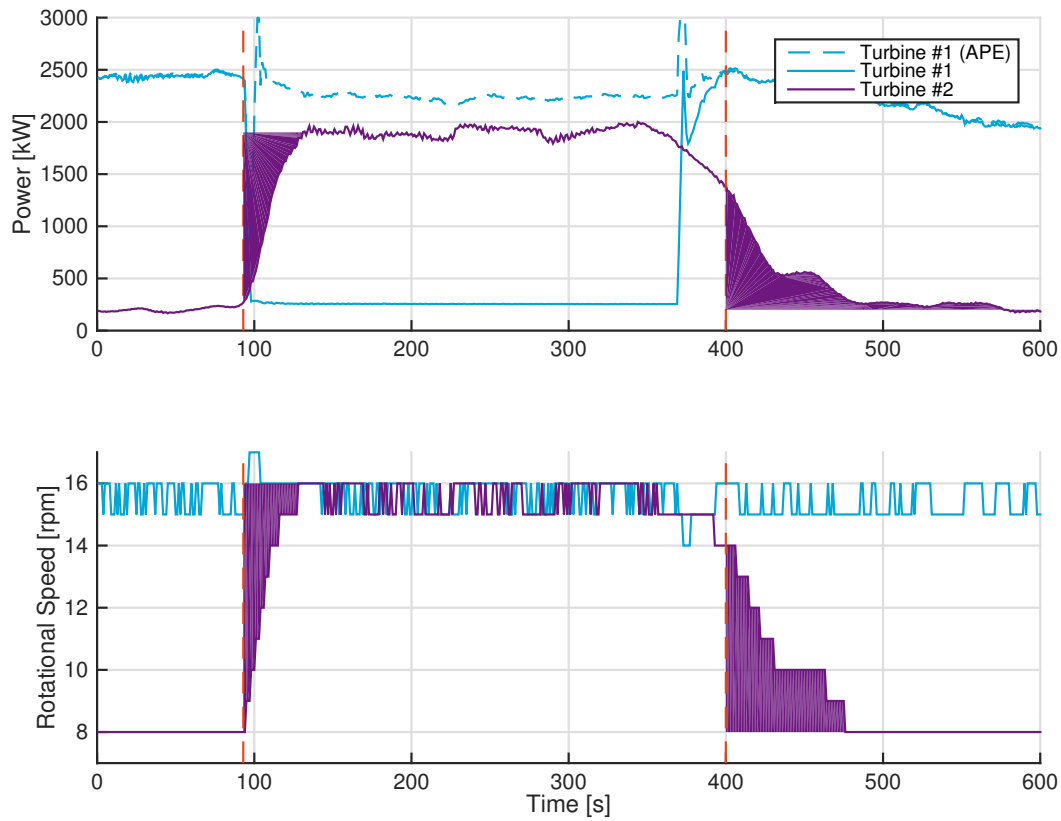 3000
2500
2000
1500
1000
500
0
Power [kW]
Turbine #1 (APE)
Turbine #1
Turbine #2
0 100 200 300 400 500 600
16
14
12
10
8
Rotational Speed [rpm]
0 100 200 300 400 500 600
Time [s]